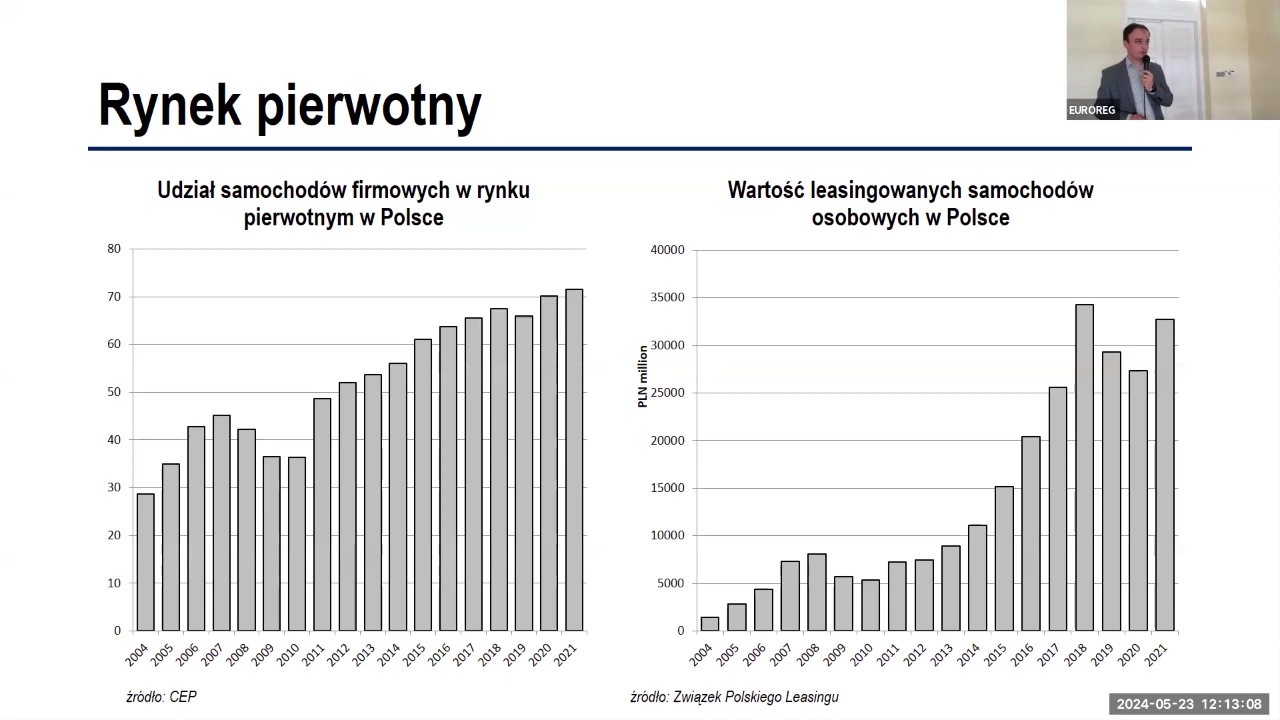 Rynek pierwotny
EUROREG
Udział samochodów firmowych w rynku
pierwotnym w Polsce
80
70
60
50
40
30
20
10
0
2004 2005 2006 2007 2008 2009 2010 2011 2012 2013 2014 2015 2016 2017 2018 2019 2020 2021
źródło: CEP
Wartość leasingowanych samochodów
osobowych w Polsce
PLN million
40000
35000
30000
25000
20000
15000
10000
5000
0
2004 2005 2006 2007 2008 2009 2010 2011 2012 2013 2014 2015 2016 2017 2018 2019 2020 2021
źródło: Związek Polskiego Leasingu
2024-05-23 12:13:08